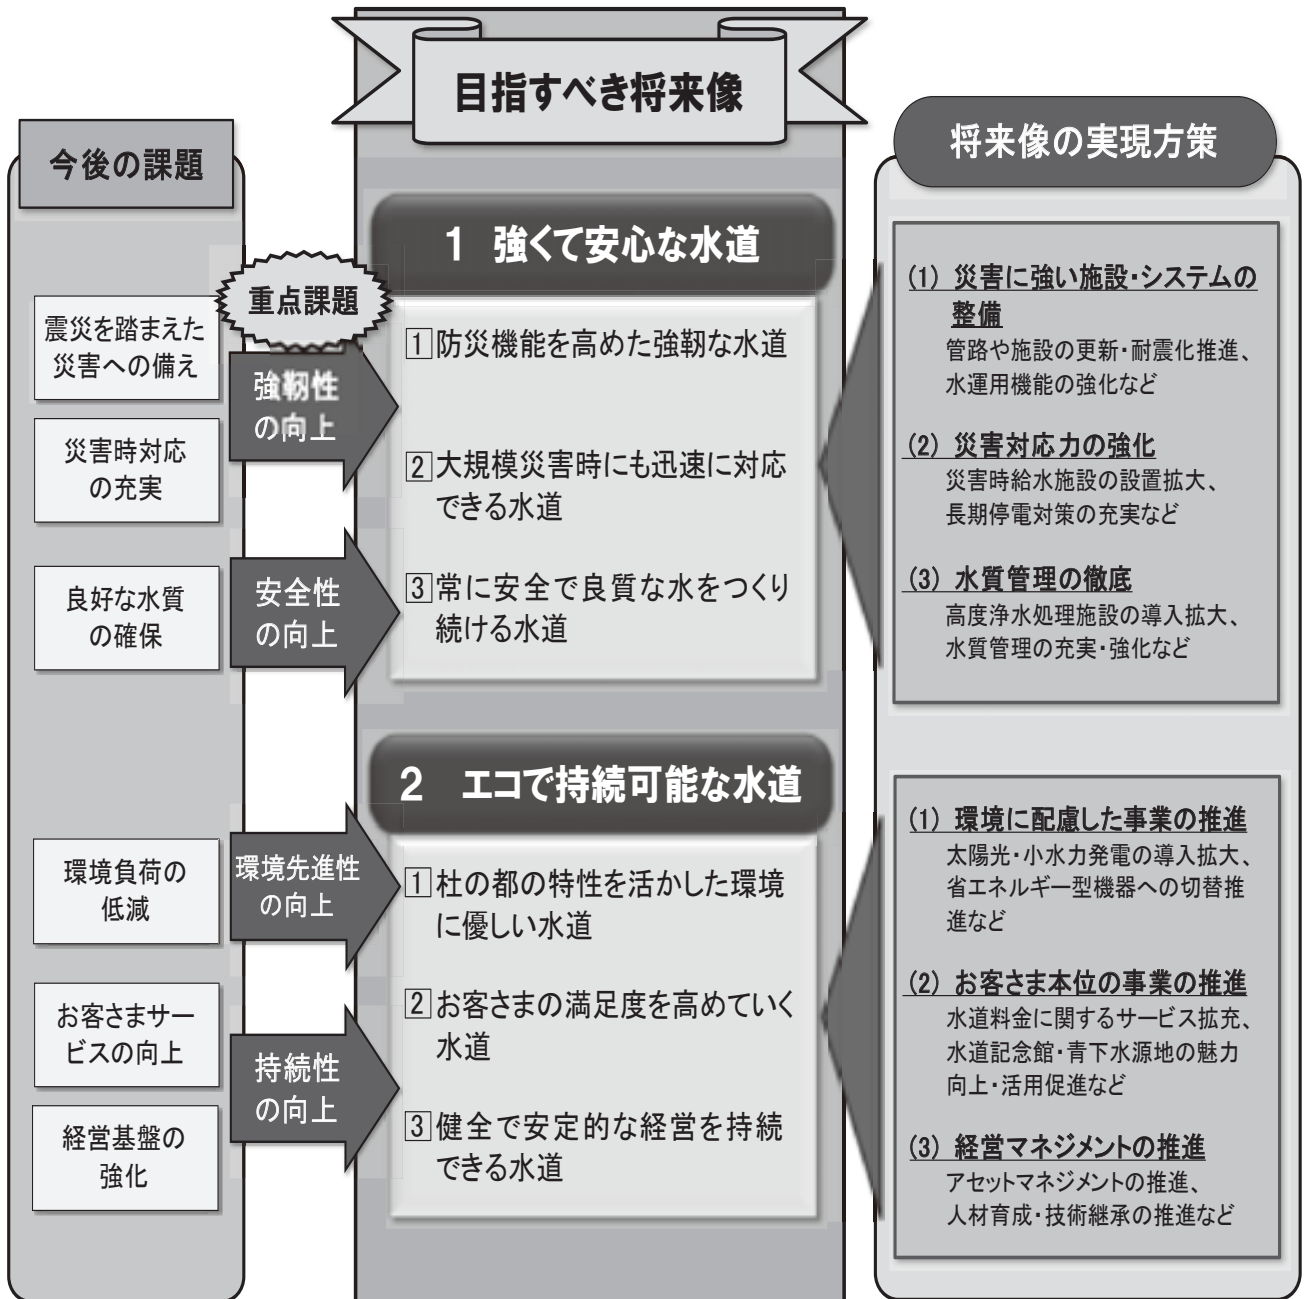 目指すべき将来像
今後の課題
震災を踏まえた
災害への備え
災害時対応
の充実
良好な水質
の確保
環境負荷の
低減
お客さまサー
ビスの向上
経営基盤の
強化
重点課題
強靭性
の向上
安全性
の向上
環境先進性
の向上
持続性
の向上
1 強くて安心な水道
1 防災機能を高めた強靭な水道
2 大規模災害時にも迅速に対応
できる水道
3 常に安全で良質な水をつくり
続ける水道
2 エコで持続可能な水道
1 杜の都の特性を活かした環境
に優しい水道
2 お客さまの満足度を高めていく
水道
3 健全で安定的な経営を持続
できる水道
将来像の実現方策
(1) 災害に強い施設・システムの
整備
管路や施設の更新・耐震化推進、
水運用機能の強化など
(2) 災害対応力の強化
災害時給水施設の設置拡大、
長期停電対策の充実など
(3) 水質管理の徹底
高度浄水処理施設の導入拡大、
水質管理の充実・強化など
(1) 環境に配慮した事業の推進
太陽光・小水力発電の導入拡大、
省エネルギー型機器への切替推
進など
(2) お客さま本位の事業の推進
水道料金に関するサービス拡充、
水道記念館・青下水源地の魅力
向上・活用促進など
(3) 経営マネジメントの推進
アセットマネジメントの推進、
人材育成・技術継承の推進など